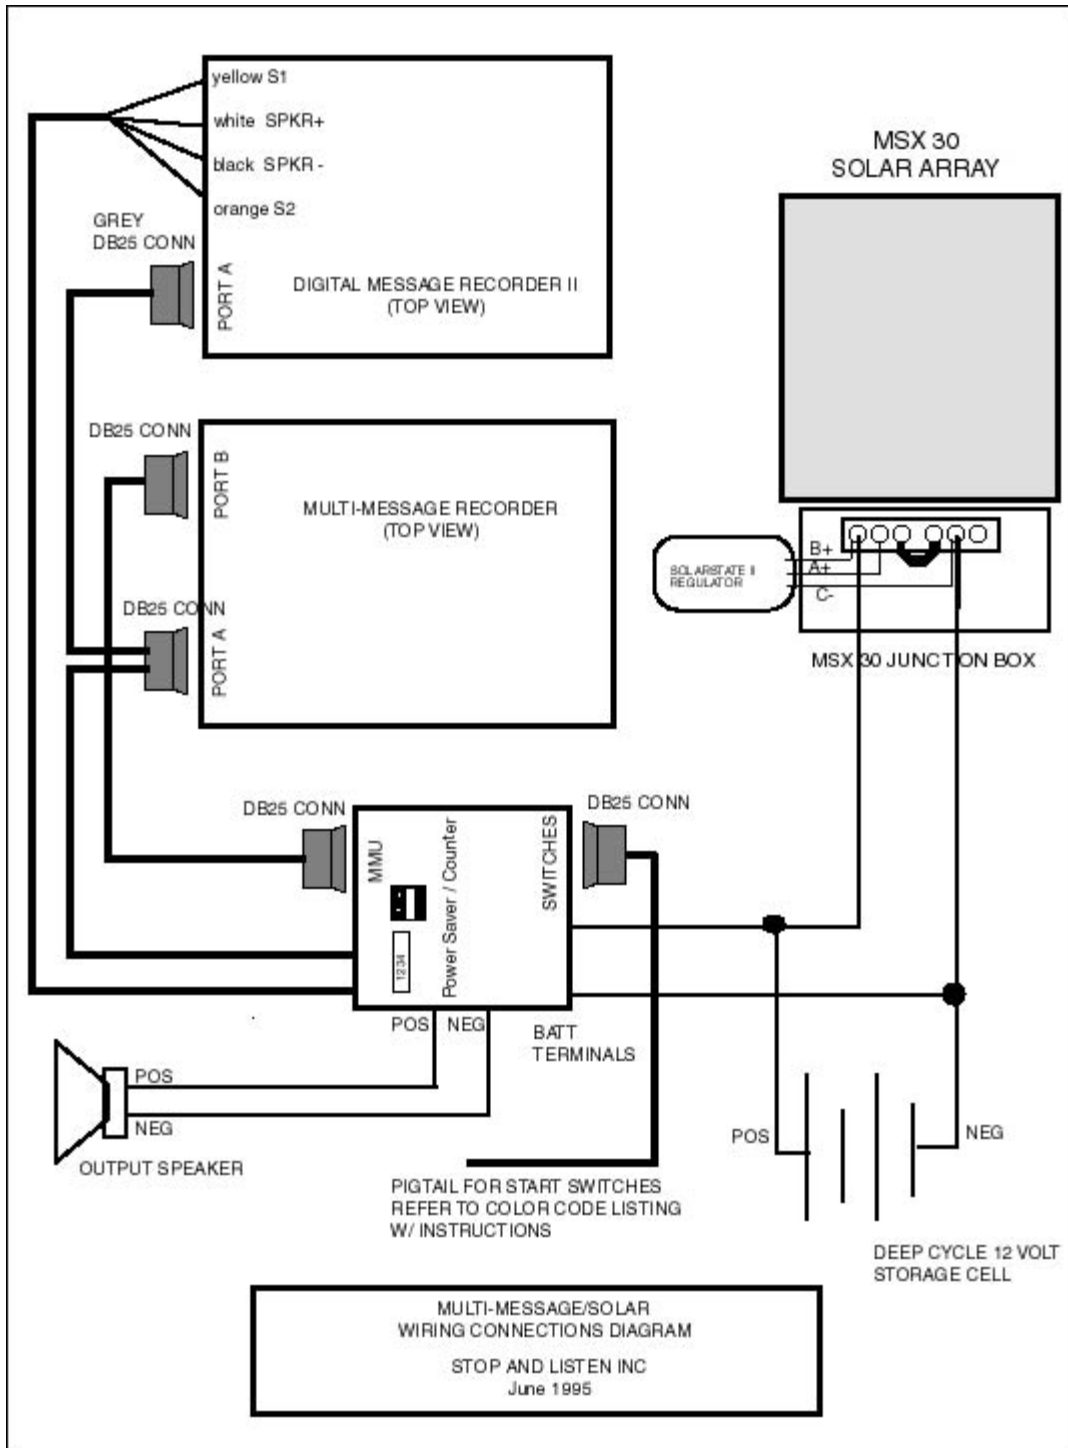 yellow S1
white SPKR+
black SPKR -
orange S2
GREY
DB25 CONN
PORT A
DIGITAL MESSAGE RECORDER II
(TOP VIEW)
MSX 30
SOLAR ARRAY
DB25 CONN
PORT B
MULTI-MESSAGE RECORDER
(TOP VIEW)
DB25 CONN
PORT A
SOLARSTATE II
REGULATOR
B+
A+
C-
MSX 30 JUNCTION BOX
DB25 CONN
MMU
1234
Power Saver / Counter
SWITCHES
DB25 CONN
POS NEG
BATT
TERMINALS
POS
NEG
OUTPUT SPEAKER
PIGTAIL FOR START SWITCHES
REFER TO COLOR CODE LISTING
W/ INSTRUCTIONS
POS
NEG
DEEP CYCLE 12 VOLT
STORAGE CELL
MULTI-MESSAGE/SOLAR
WIRING CONNECTIONS DIAGRAM
STOP AND LISTEN INC
June 1995